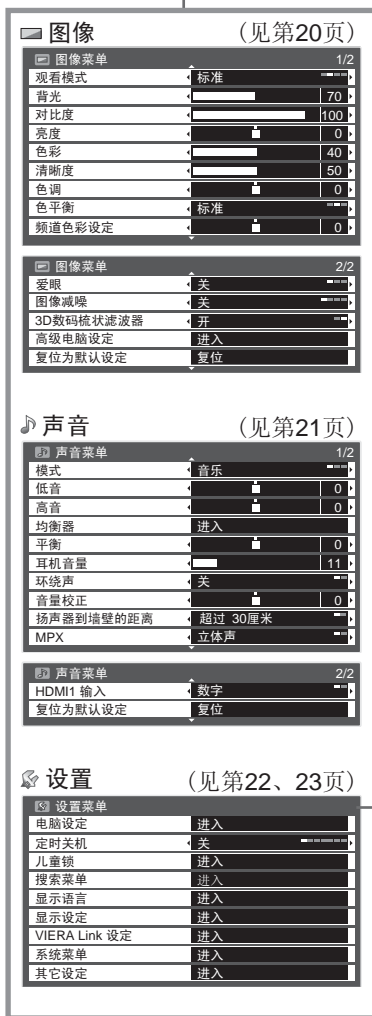 图像 (见第20页)
图像菜单 1/2
观看模式 标准
背光 70
对比度 100
亮度 0
色彩 40
清晰度 50
色调 0
色平衡 标准
频道色彩设定 0
图像菜单 2/2
爱眼 关
图像减噪 关
3D数码梳状滤波器 开
高级电脑设定 进入
复位为默认设定 复位
声音 (见第21页)
声音菜单 1/2
模式 音乐
低音 0
高音 0
均衡器 进入
平衡 0
耳机音量 11
环绕声 关
音量校正 0
扬声器到墙壁的距离 超过 30厘米
MPX 立体声
声音菜单 2/2
HDMI1 输入 数字
复位为默认设定 复位
设置 (见第22、23页)
设置菜单
电脑设定 进入
定时关机 关
儿童锁 进入
搜索菜单 进入
显示语言 进入
显示设定 进入
VIERA Link 设定 进入
系统菜单 进入
其它设定 进入